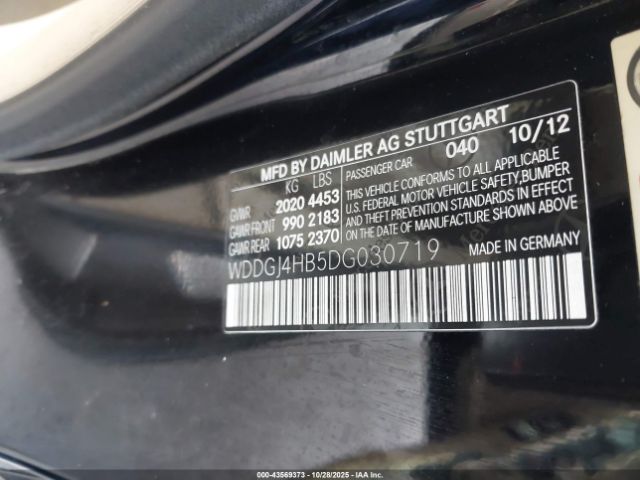 MFD BY DAIMLER AG STUTTGART
PASSENGER CAR 040 10/12
KG LBS
GVWR 2020 4453
GAWR FRONT 990 2183
GAWR REAR 1075 2370
THIS VEHICLE CONFORMS TO ALL APPLICABLE
U.S. FEDERAL MOTOR VEHICLE SAFETY,BUMPER
AND THEFT PREVENTION STANDARDS IN EFFECT
ON THE DATE OF MANUFACTURE SHOWN ABOVE
WDDGJ4HB5DG030719 MADE IN GERMANY
000-43569373 | 10/28/2025 | IAA Inc.